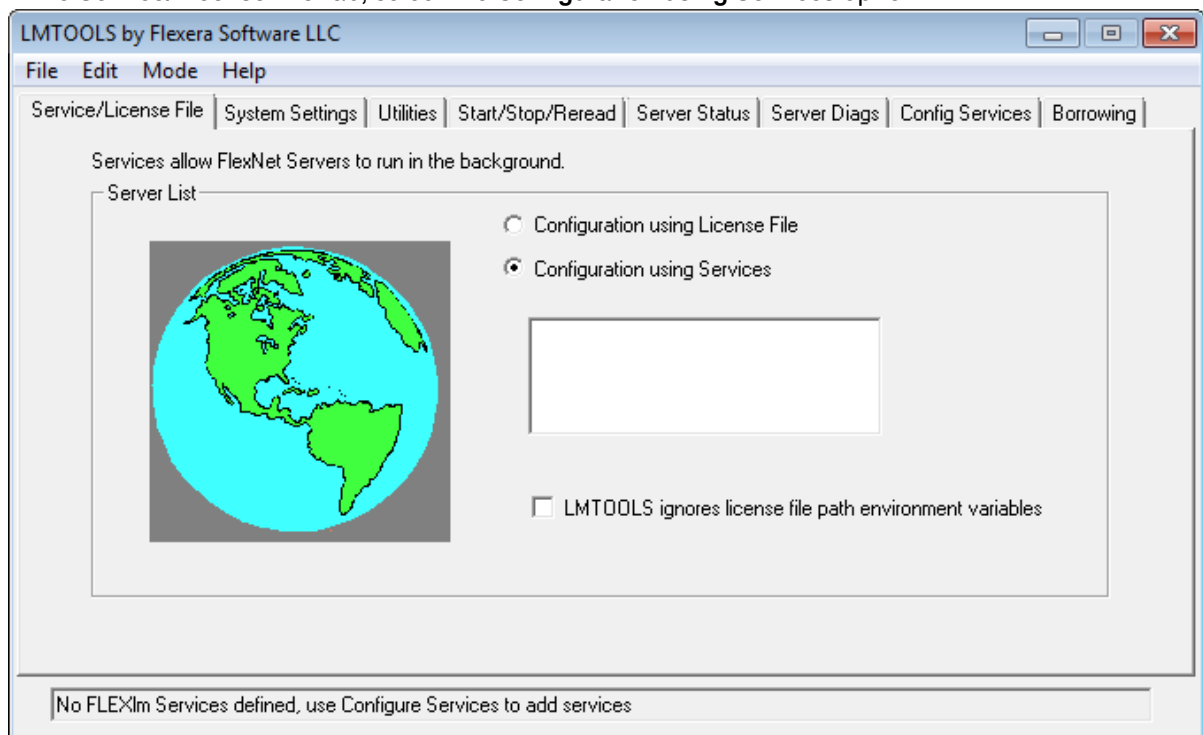 LMTOOLS by Flexera Software LLC
File Edit Mode Help
Service/License File System Settings Utilities Start/Stop/Reread Server Status Server Diags Config Services Borrowing
Services allow FlexNet Servers to run in the background.
Server List
Configuration using License File
Configuration using Services
LMTOOLS ignores license file path environment variables
No FLEXlm Services defined, use Configure Services to add services